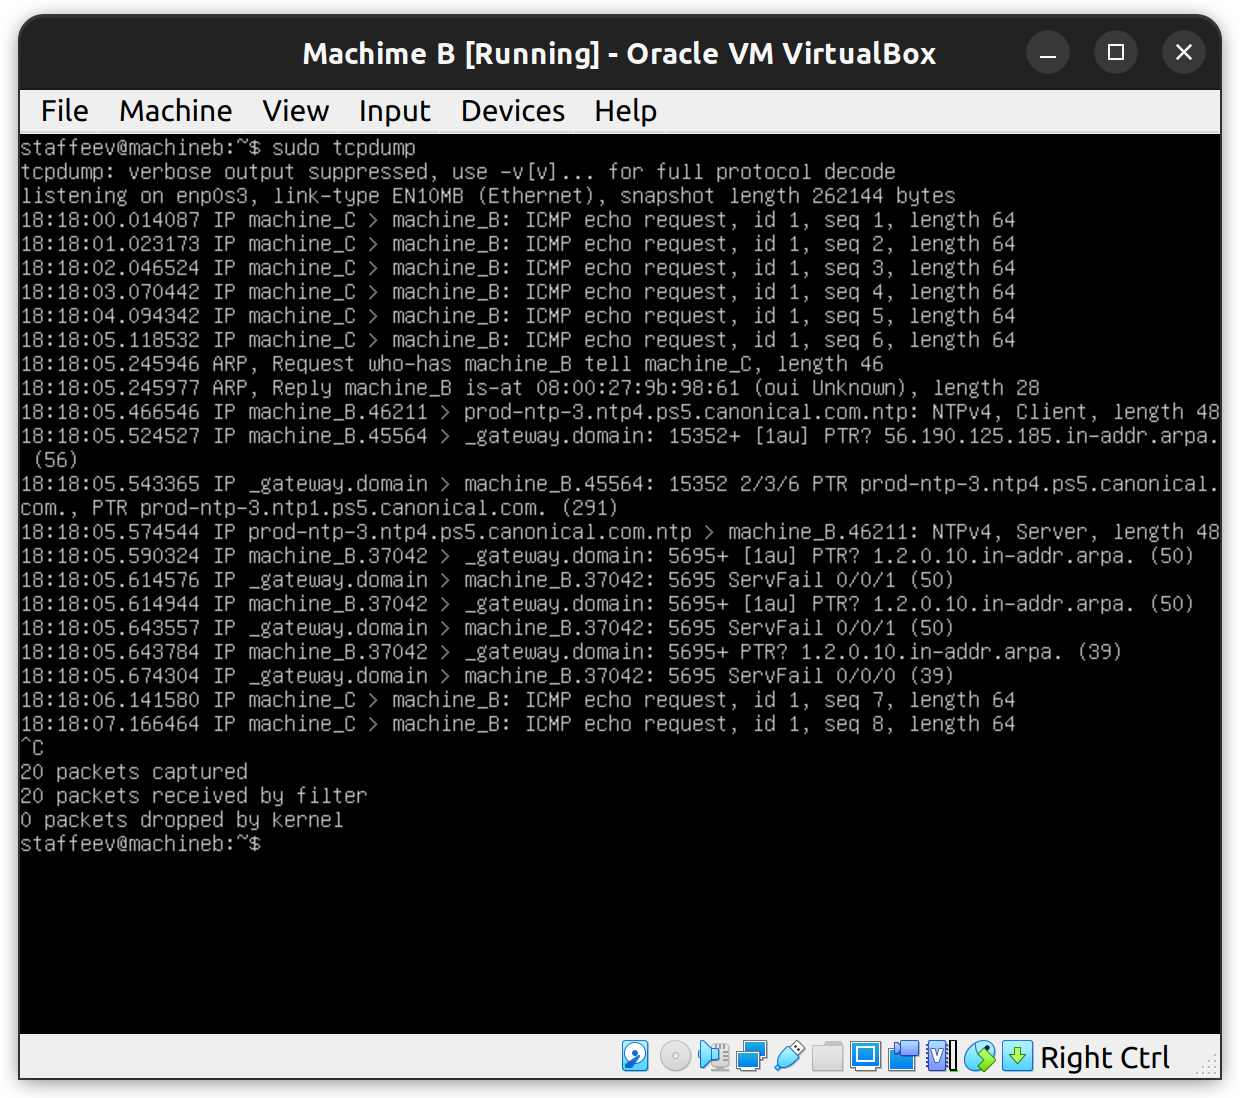 Machime B [Running] - Oracle VM VirtualBox
File Machine View Input Devices Help
staffeev@machineb:~$ sudo tcpdump
tcpdump: verbose output suppressed, use -v[v]... for full protocol decode
listening on enp0s3, link-type EN10MB (Ethernet), snapshot length 262144 bytes
18:18:00.014087 IP machine_C > machine_B: ICMP echo request, id 1, seq 1, length 64
18:18:01.023173 IP machine_C > machine_B: ICMP echo request, id 1, seq 2, length 64
18:18:02.046524 IP machine_C > machine_B: ICMP echo request, id 1, seq 3, length 64
18:18:03.070442 IP machine_C > machine_B: ICMP echo request, id 1, seq 4, length 64
18:18:04.094342 IP machine_C > machine_B: ICMP echo request, id 1, seq 5, length 64
18:18:05.118532 IP machine_C > machine_B: ICMP echo request, id 1, seq 6, length 64
18:18:05.245946 ARP, Request who-has machine_B tell machine_C, length 46
18:18:05.245977 ARP, Reply machine_B is-at 08:00:27:9b:98:61 (oui Unknown), length 28
18:18:05.466546 IP machine_B.46211 > prod-ntp-3.ntp4.ps5.canonical.com.ntp: NTPv4, Client, length 48
18:18:05.524527 IP machine_B.45564 > _gateway.domain: 15352+ [1au] PTR? 56.190.125.185.in-addr.arpa.
(56)
18:18:05.543365 IP _gateway.domain > machine_B.45564: 15352 2/3/6 PTR prod-ntp-3.ntp4.ps5.canonical.
com., PTR prod-ntp-3.ntp1.ps5.canonical.com. (291)
18:18:05.574544 IP prod-ntp-3.ntp4.ps5.canonical.com.ntp > machine_B.46211: NTPv4, Server, length 48
18:18:05.590324 IP machine_B.37042 > _gateway.domain: 5695+ [1au] PTR? 1.2.0.10.in-addr.arpa. (50)
18:18:05.614576 IP _gateway.domain > machine_B.37042: 5695 ServFail 0/0/1 (50)
18:18:05.614944 IP machine_B.37042 > _gateway.domain: 5695+ [1au] PTR? 1.2.0.10.in-addr.arpa. (50)
18:18:05.643557 IP _gateway.domain > machine_B.37042: 5695 ServFail 0/0/1 (50)
18:18:05.643784 IP machine_B.37042 > _gateway.domain: 5695+ PTR? 1.2.0.10.in-addr.arpa. (39)
18:18:05.674304 IP _gateway.domain > machine_B.37042: 5695 ServFail 0/0/0 (39)
18:18:06.141580 IP machine_C > machine_B: ICMP echo request, id 1, seq 7, length 64
18:18:07.166464 IP machine_C > machine_B: ICMP echo request, id 1, seq 8, length 64
^C
20 packets captured
20 packets received by filter
0 packets dropped by kernel
staffeev@machineb:~$
Right Ctrl